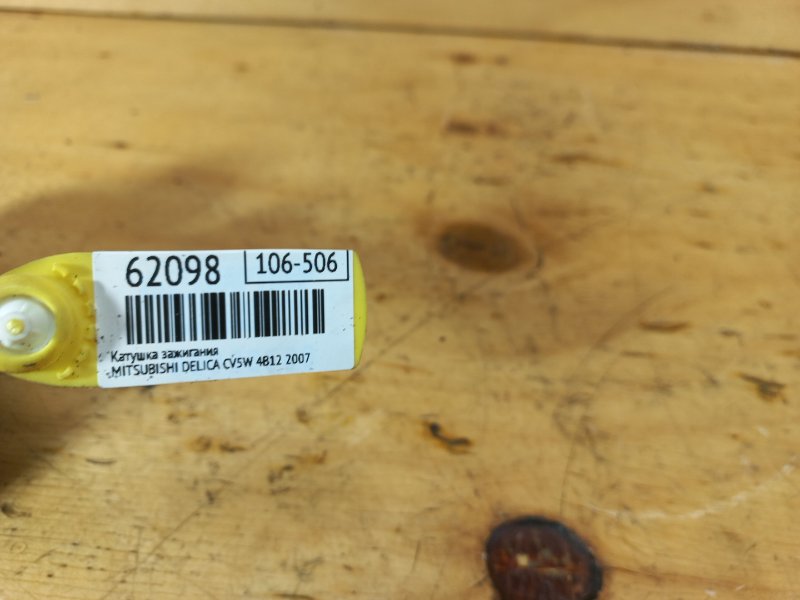 62098 106-506
Катушка зажигания
MITSUBISHI DELICA CV5W 4B12 2007